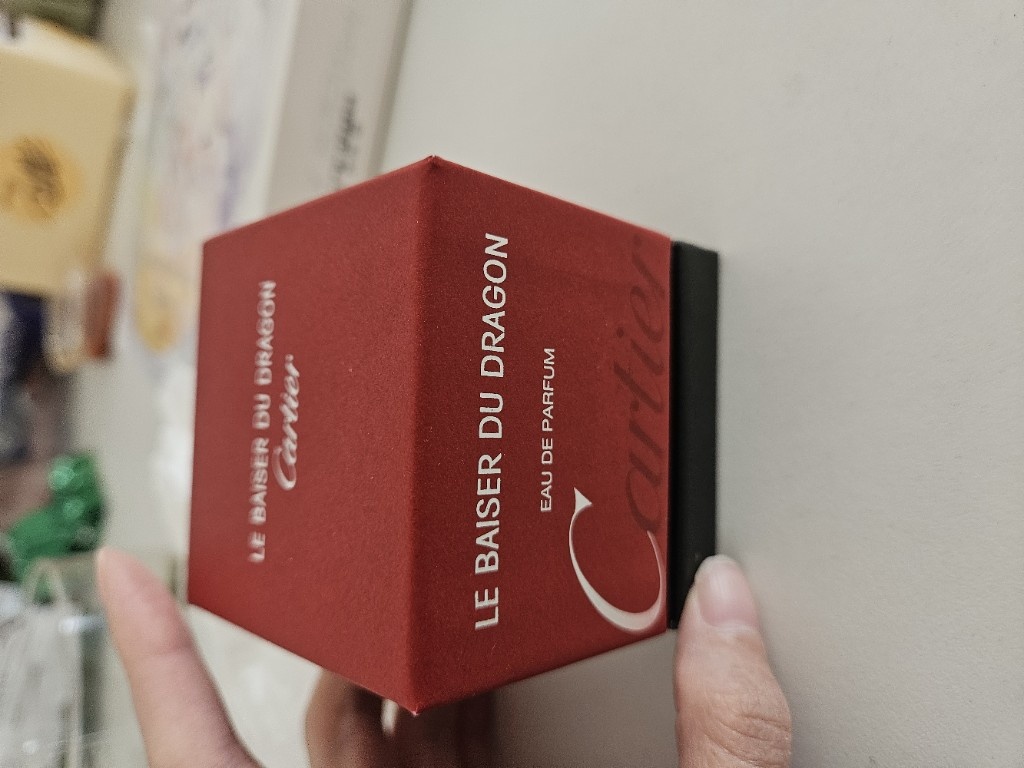 LE BAISER DU DRAGON
Cartier
LE BAISER DU DRAGON
EAU DE PARFUM
Cartier